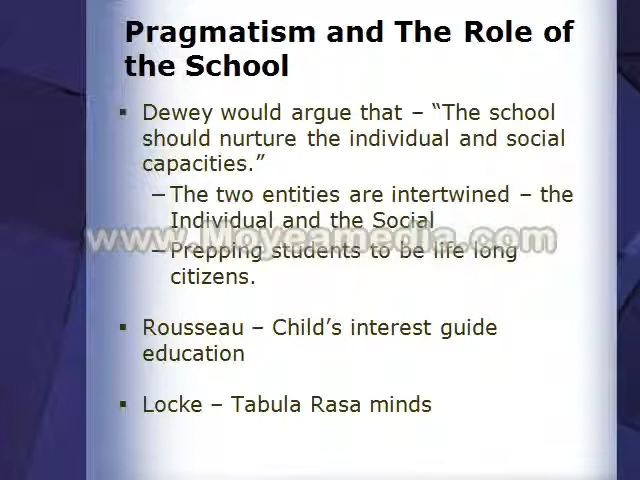 Pragmatism and The Role of
the School
▪ Dewey would argue that – “The school
should nurture the individual and social
capacities.”
– The two entities are intertwined – the
Individual and the Social
www.Moyeamedia.com
– Prepping students to be life long
citizens.
▪ Rousseau – Child’s interest guide
education
▪ Locke – Tabula Rasa minds